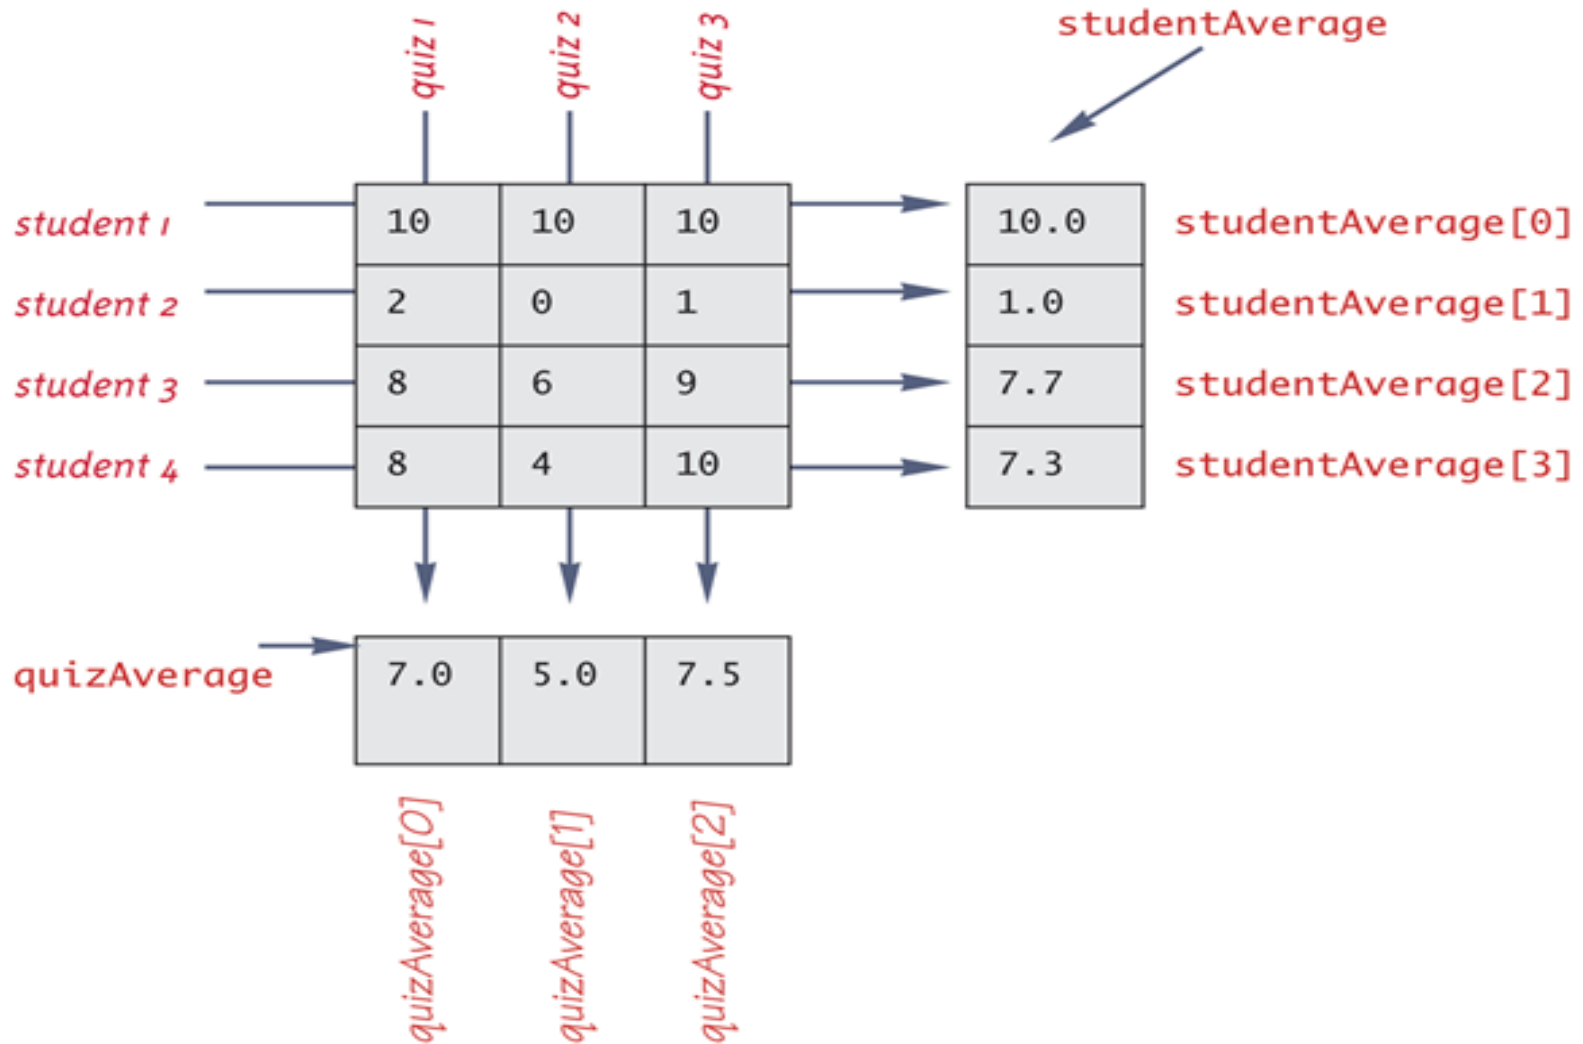 quiz 1 quiz 2 quiz 3
studentAverage
student 1 10 10 10 10.0 studentAverage[0]
student 2 2 0 1 1.0 studentAverage[1]
student 3 8 6 9 7.7 studentAverage[2]
student 4 8 4 10 7.3 studentAverage[3]
quizAverage 7.0 5.0 7.5
quizAverage[0] quizAverage[1] quizAverage[2]